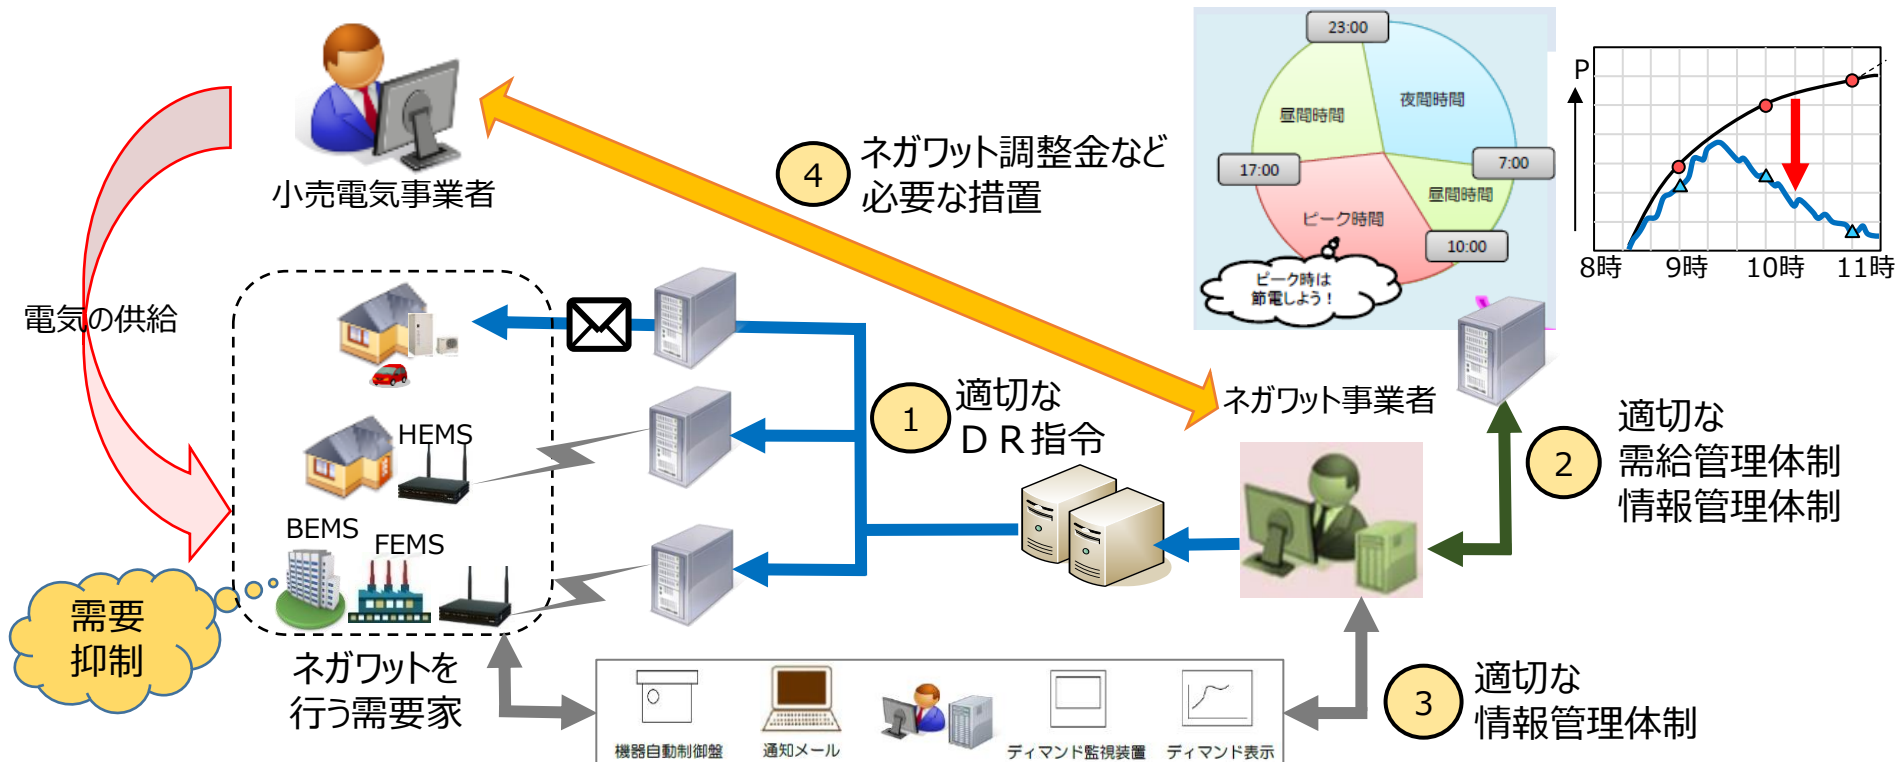 小売電気事業者
電気の供給
4
ネガワット調整金など
必要な措置
23:00
夜間時間
昼間時間
7:00
17:00
昼間時間
ピーク時間
10:00
ピーク時は
節電しよう！
P
8時
9時
10時
11時
1
適切な
ＤＲ指令
ネガワット事業者
2
適切な
需給管理体制
情報管理体制
HEMS
BEMS
FEMS
需要
抑制
ネガワットを
行う需要家
機器自動制御盤
通知メール
ディマンド監視装置
ディマンド表示
3
適切な
情報管理体制